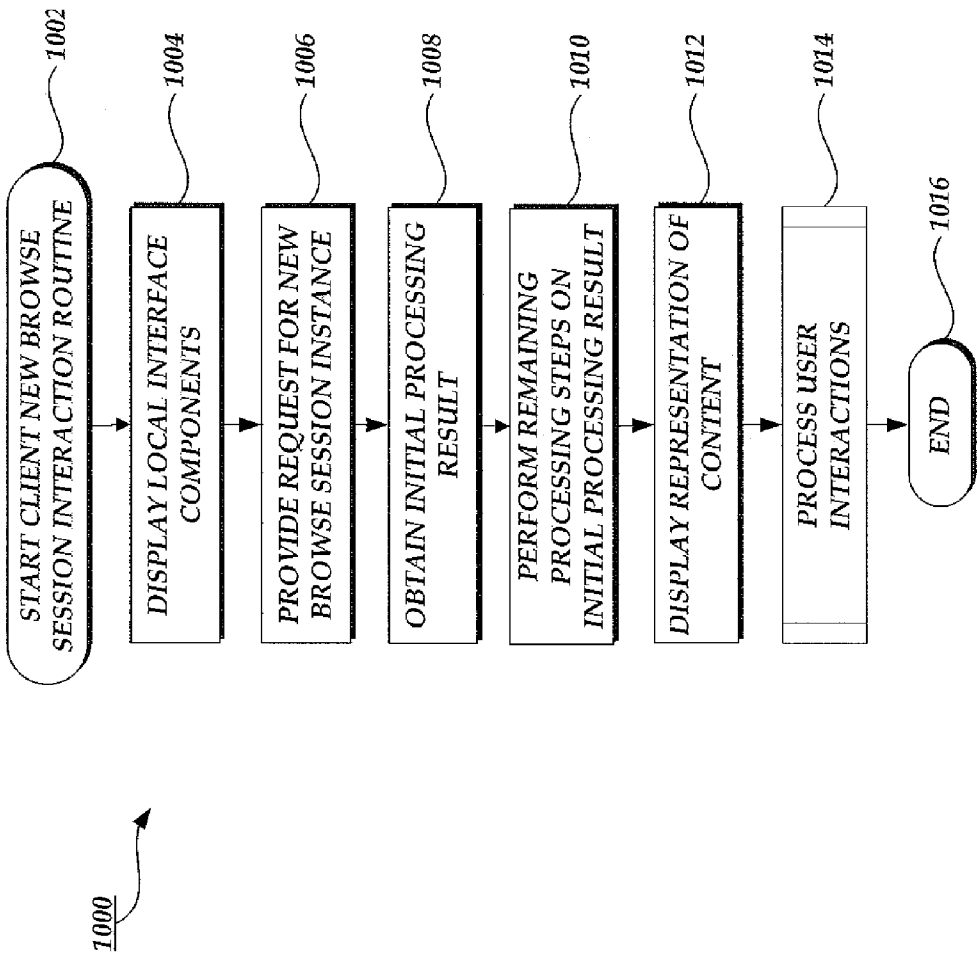 1000
START CLIENT NEW BROWSE
SESSION INTERACTION ROUTINE
1002
DISPLAY LOCAL INTERFACE
COMPONENTS
1004
PROVIDE REQUEST FOR NEW
BROWSE SESSION INSTANCE
1006
OBTAIN INITIAL PROCESSING
RESULT
1008
PERFORM REMAINING
PROCESSING STEPS ON
INITIAL PROCESSING RESULT
1010
DISPLAY REPRESENTATION OF
CONTENT
1012
PROCESS USER
INTERACTIONS
1014
END
1016